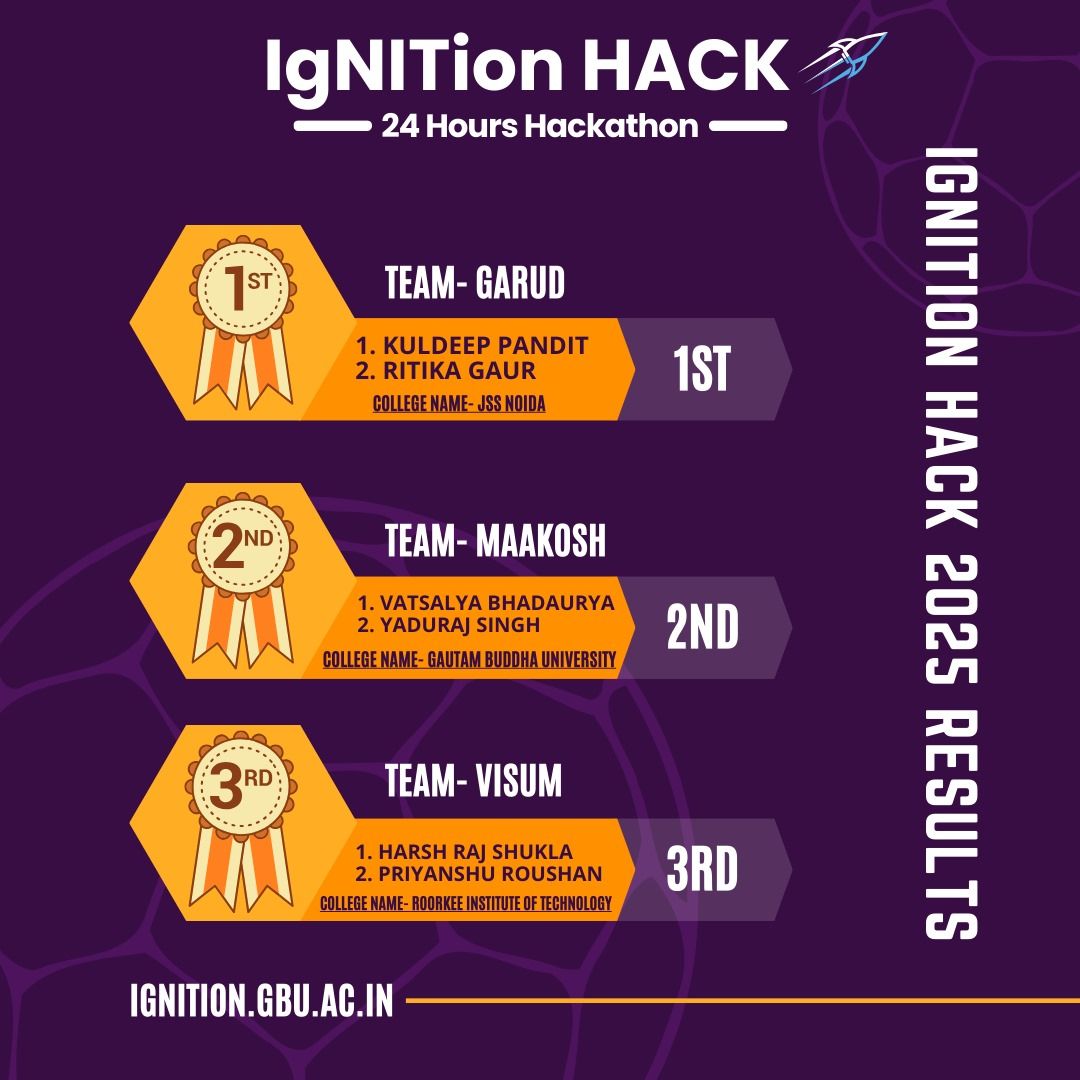 IgNITion HACK
24 Hours Hackathon
IGNITION HACK 2025 RESULTS
1ST
TEAM- GARUD
1. KULDEEP PANDIT
2. RITIKA GAUR
COLLEGE NAME- JSS NOIDA
1ST
2ND
TEAM- MAAKOSH
1. VATSALYA BHADAURYA
2. YADURAJ SINGH
COLLEGE NAME- GAUTAM BUDDHA UNIVERSITY
2ND
3RD
TEAM- VISUM
1. HARSH RAJ SHUKLA
2. PRIYANSHU ROUSHAN
COLLEGE NAME- ROORKEE INSTITUTE OF TECHNOLOGY
3RD
IGNITION.GBU.AC.IN